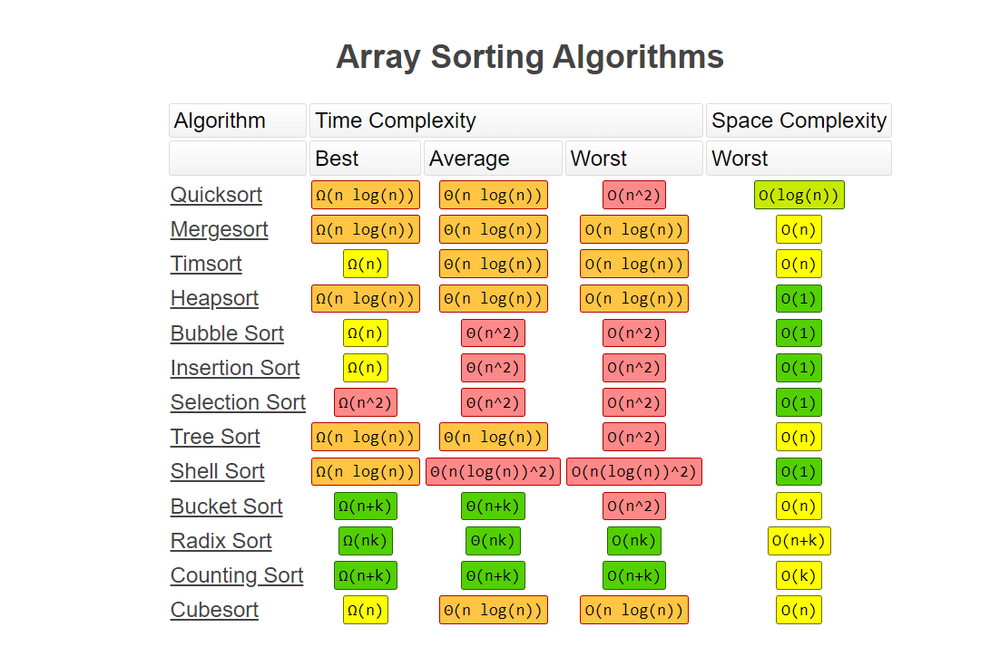 Array Sorting Algorithms
Algorithm Time Complexity Space Complexity
Best Average Worst Worst
Quicksort Ω(n log(n)) Θ(n log(n)) O(n^2) O(log(n))
Mergesort Ω(n log(n)) Θ(n log(n)) O(n log(n)) O(n)
Timsort Ω(n) Θ(n log(n)) O(n log(n)) O(n)
Heapsort Ω(n log(n)) Θ(n log(n)) O(n log(n)) O(1)
Bubble Sort Ω(n) Θ(n^2) O(n^2) O(1)
Insertion Sort Ω(n) Θ(n^2) O(n^2) O(1)
Selection Sort Ω(n^2) Θ(n^2) O(n^2) O(1)
Tree Sort Ω(n log(n)) Θ(n log(n)) O(n^2) O(n)
Shell Sort Ω(n log(n)) Θ(n(log(n))^2) O(n(log(n))^2) O(1)
Bucket Sort Ω(n+k) Θ(n+k) O(n^2) O(n)
Radix Sort Ω(nk) Θ(nk) O(nk) O(n+k)
Counting Sort Ω(n+k) Θ(n+k) O(n+k) O(k)
Cubesort Ω(n) Θ(n log(n)) O(n log(n)) O(n)